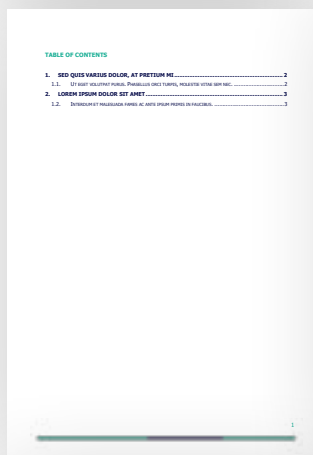 TABLE OF CONTENTS
1. SED QUIS VARIUS DOLOR, AT PRETIUM MI 2
1.1. UT EGET VOLUTPAT PURUS. PHASELLUS ORCI TURPIS, MOLESTIE VITAE SEM NEC. 2
2. LOREM IPSUM DOLOR SIT AMET 3
1.2. INTERDUM ET MALESUADA FAMES AC ANTE IPSUM PRIMIS IN FAUCIBUS. 3
1